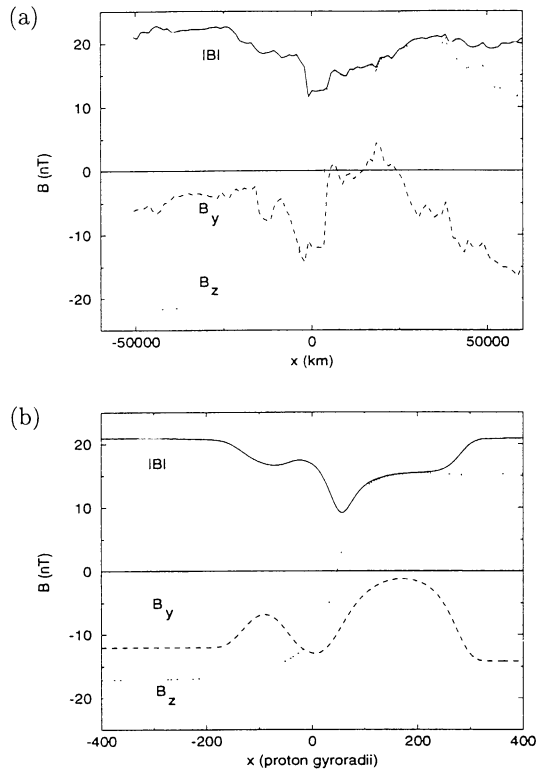 (a)
20
10
0
-10
-20
B (nT)
|B|
B y
B z
-50000 0 50000
x (km)
(b)
20
10
0
-10
-20
B (nT)
|B|
B y
B z
-400 -200 0 200 400
x (proton gyroradii)